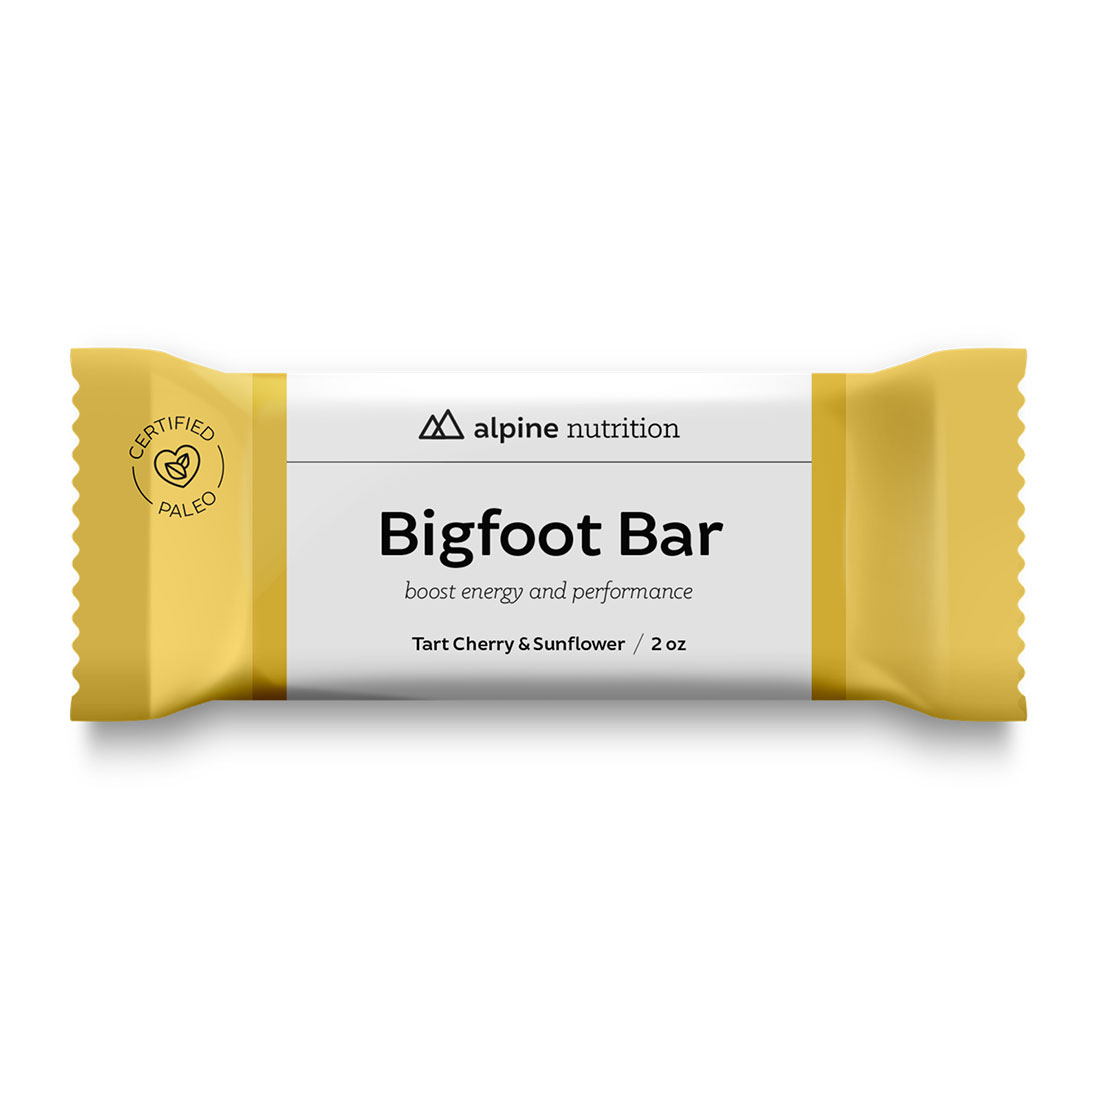 CERTIFIED
PALEO
alpine nutrition
Bigfoot Bar
boost energy and performance
Tart Cherry & Sunflower / 2 oz